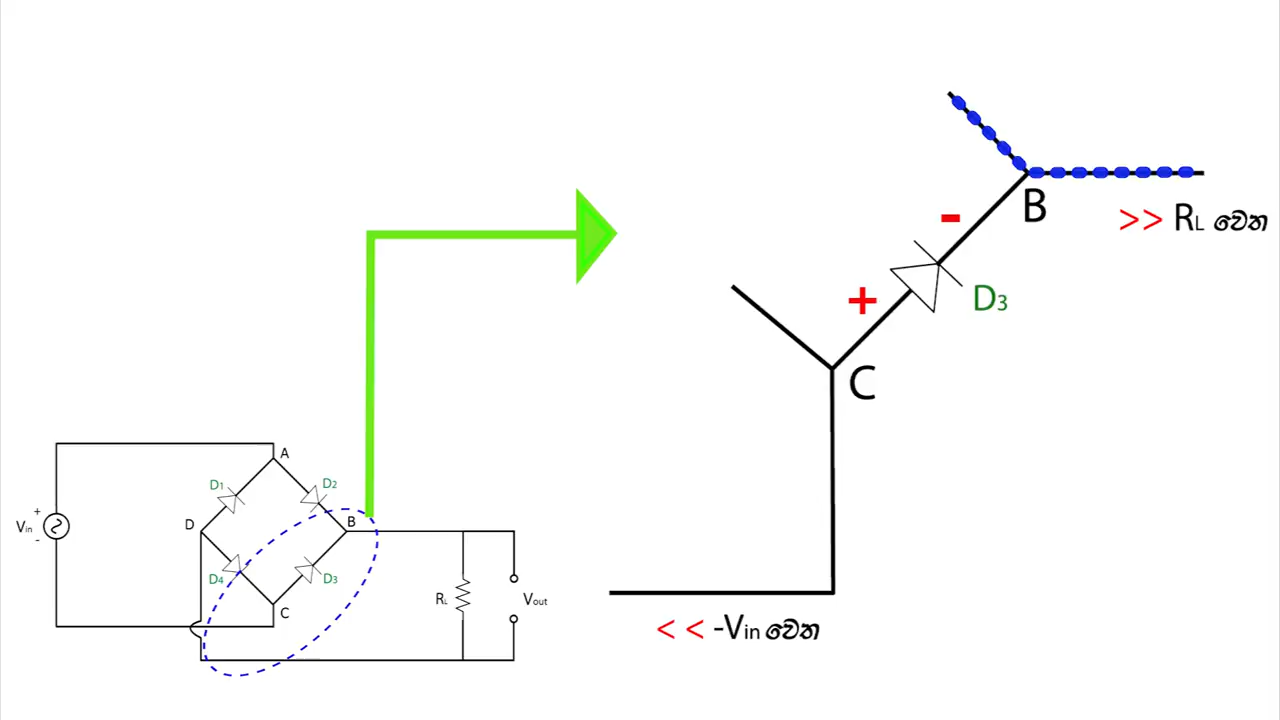 B
-
>> RL වෙත
+
D3
C
<< -Vin වෙත
A
D1
D2
+
Vin
-
D
B
D4
D3
C
RL
Vout